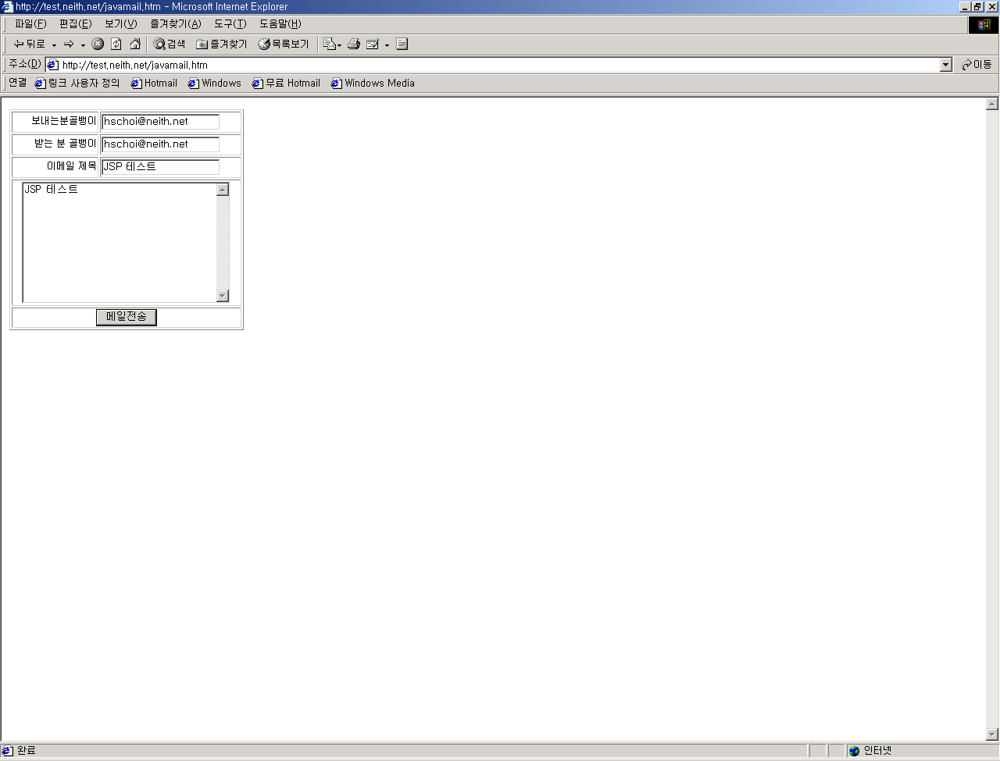 http://test.neith.net/javamail.htm - Microsoft Internet Explorer
파일(F) 편집(E) 보기(V) 즐겨찾기(A) 도구(T) 도움말(H)
뒤로 검색 즐겨찾기 목록보기
주소(D) http://test.neith.net/javamail.htm 이동
연결 링크 사용자 정의 Hotmail Windows 무료 Hotmail Windows Media
보내는분골뱅이 hschoi@neith.net
받는 분 골뱅이 hschoi@neith.net
이메일 제목 JSP 테스트
JSP 테스트
메일전송
완료 인터넷